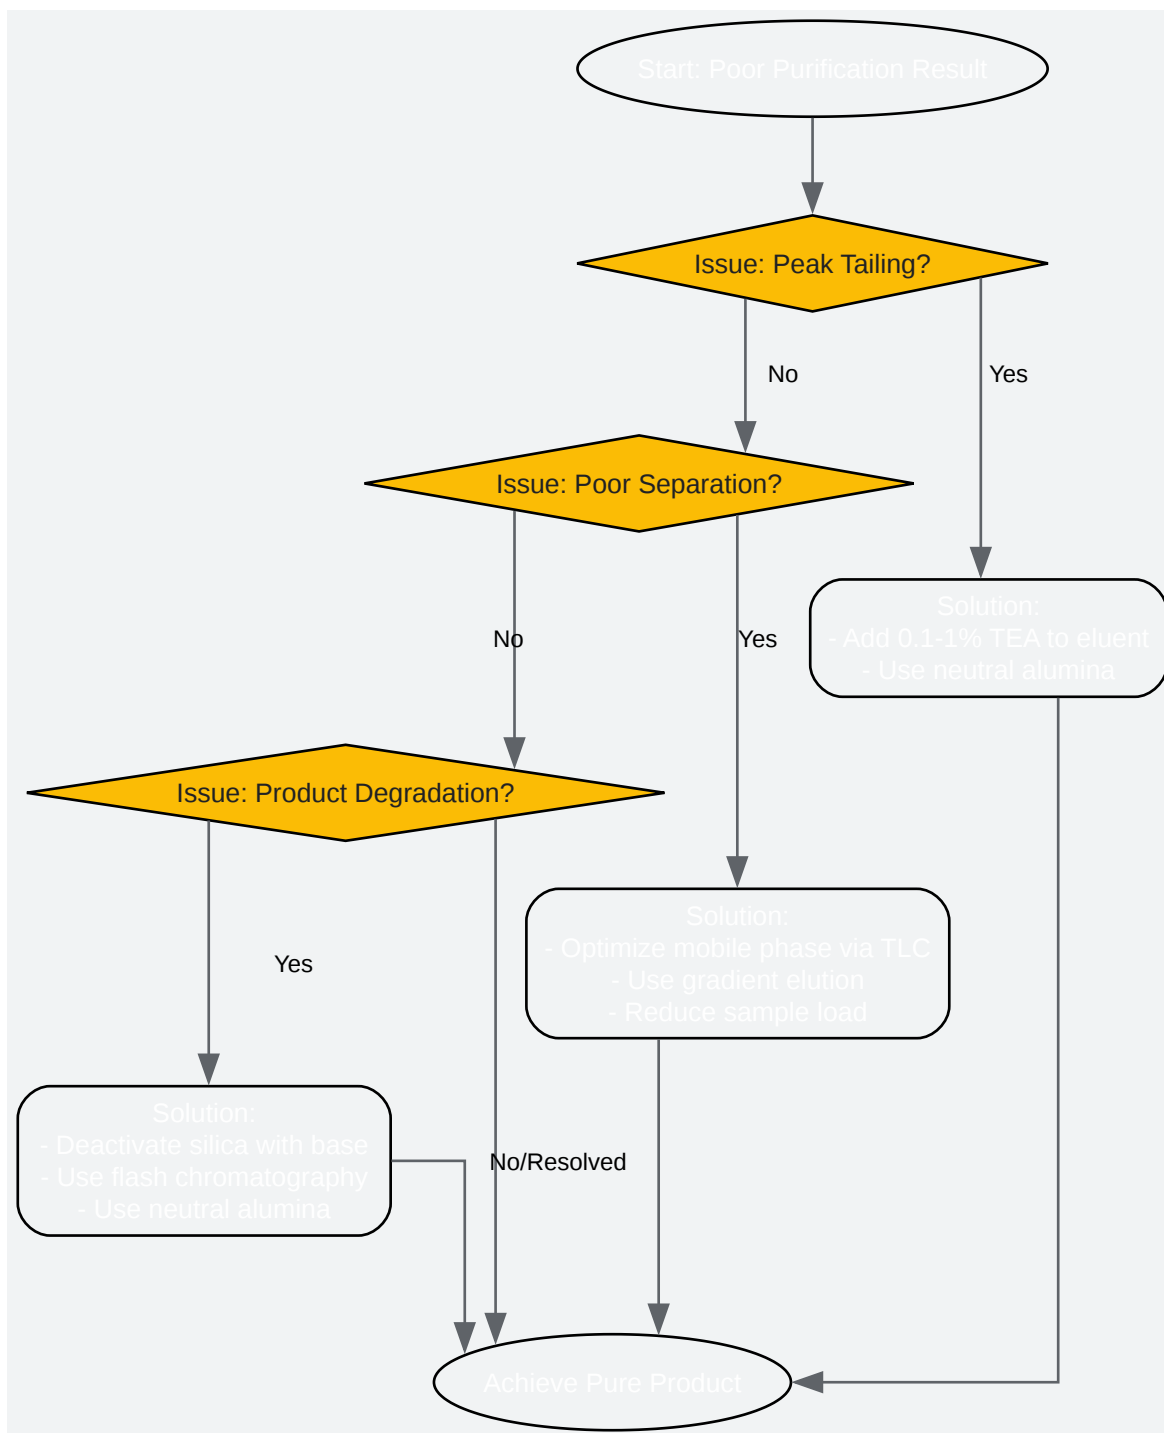 Start: Poor Purification Result
Issue: Peak Tailing?
No
Yes
Issue: Poor Separation?
Solution:
- Add 0.1-1% TEA to eluent
- Use neutral alumina
No
Yes
Issue: Product Degradation?
Solution:
- Optimize mobile phase via TLC
- Use gradient elution
- Reduce sample load
Yes
Solution:
- Deactivate silica with base
- Use flash chromatography
- Use neutral alumina
No/Resolved
Achieve Pure Product